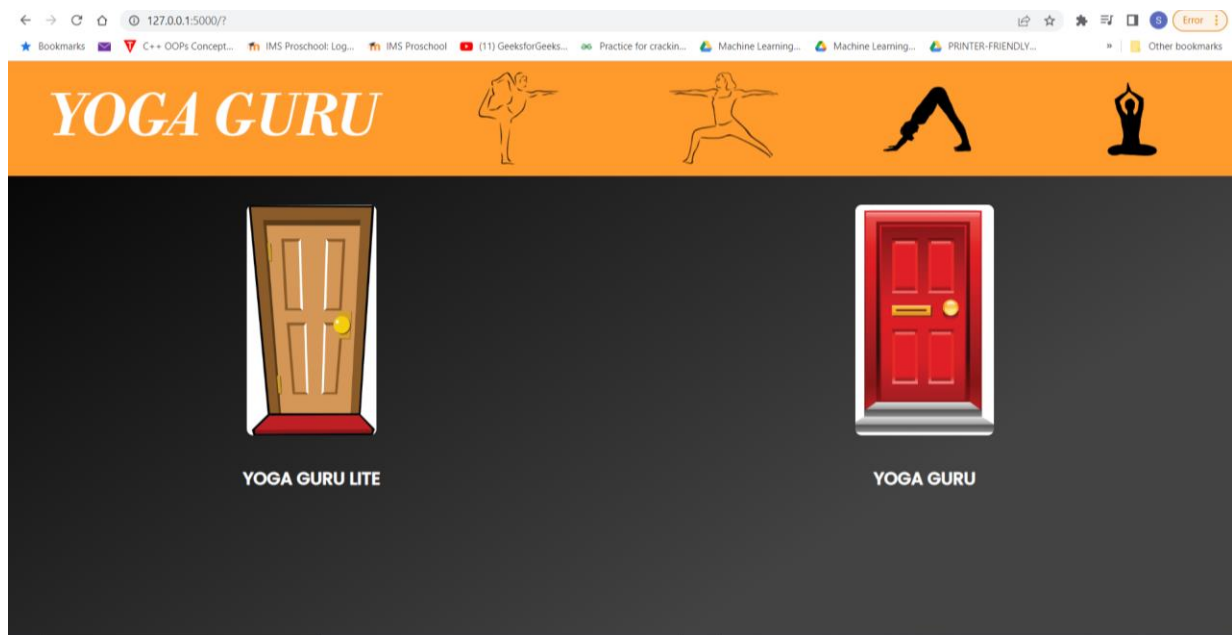 127.0.0.1:5000/?
S
Error
Bookmarks
C++ OOPs Concept...
IMS Proschool: Log...
IMS Proschool
(11) GeeksforGeeks...
Practice for crackin...
Machine Learning...
Machine Learning...
PRINTER-FRIENDLY...
»
Other bookmarks
YOGA GURU
YOGA GURU LITE
YOGA GURU